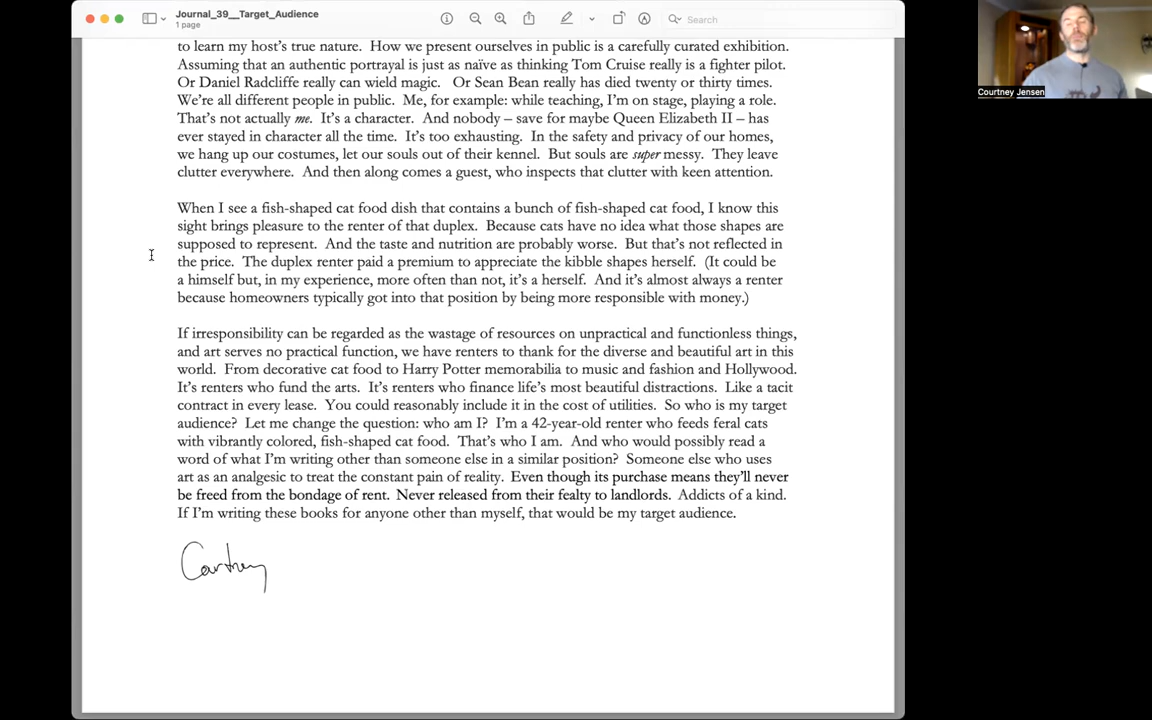 Journal_39__Target_Audience
1 page
Search
Courtney Jensen
to learn my host's true nature.  How we present ourselves in public is a carefully curated exhibition.
Assuming that an authentic portrayal is just as naïve as thinking Tom Cruise really is a fighter pilot.
Or Daniel Radcliffe really can wield magic.   Or Sean Bean really has died twenty or thirty times.
We're all different people in public.  Me, for example: while teaching, I'm on stage, playing a role.
That's not actually me.  It's a character.  And nobody – save for maybe Queen Elizabeth II – has
ever stayed in character all the time.  It's too exhausting.  In the safety and privacy of our homes,
we hang up our costumes, let our souls out of their kennel.  But souls are super messy.  They leave
clutter everywhere.  And then along comes a guest, who inspects that clutter with keen attention.
When I see a fish-shaped cat food dish that contains a bunch of fish-shaped cat food, I know this
sight brings pleasure to the renter of that duplex.  Because cats have no idea what those shapes are
supposed to represent.  And the taste and nutrition are probably worse.  But that's not reflected in
the price.  The duplex renter paid a premium to appreciate the kibble shapes herself.  (It could be
a himself but, in my experience, more often than not, it's a herself.  And it's almost always a renter
because homeowners typically got into that position by being more responsible with money.)
If irresponsibility can be regarded as the wastage of resources on unpractical and functionless things,
and art serves no practical function, we have renters to thank for the diverse and beautiful art in this
world.  From decorative cat food to Harry Potter memorabilia to music and fashion and Hollywood.
It's renters who fund the arts.  It's renters who finance life's most beautiful distractions.  Like a tacit
contract in every lease.  You could reasonably include it in the cost of utilities.  So who is my target
audience?  Let me change the question: who am I?  I'm a 42-year-old renter who feeds feral cats
with vibrantly colored, fish-shaped cat food.  That's who I am.  And who would possibly read a
word of what I'm writing other than someone else in a similar position?  Someone else who uses
art as an analgesic to treat the constant pain of reality.  Even though its purchase means they'll never
be freed from the bondage of rent.  Never released from their fealty to landlords.  Addicts of a kind.
If I'm writing these books for anyone other than myself, that would be my target audience.
Courtney